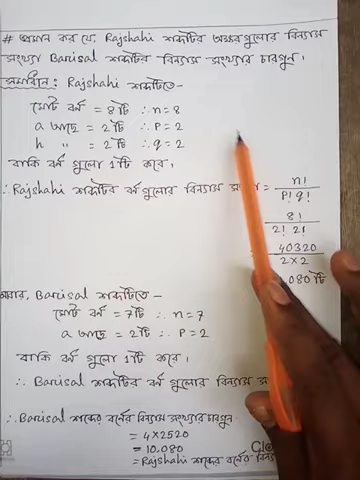 # প্রমাণ কর যে, Rajshahi শব্দটির অক্ষরগুলোর বিন্যাস
সংখ্যা Barisal শব্দটির বিন্যাস সংখ্যার চারগুন।
সমাধান: Rajshahi শব্দটিতে-
মোট বর্ণ = 8টি ∴ n = 8
a আছে = 2টি ∴ P = 2
h " = 2টি ∴ q = 2
বাকি বর্ণ গুলো 1টি করে।
∴ Rajshahi শব্দটির বর্ণ গুলোর বিন্যাস সংখ্যা = n! / P! q!
8! / 2! 2!
40320 / 2×2
080 টি
আবার, Barisal শব্দটিতে-
মোট বর্ণ = 7টি ∴ n = 7
a আছে = 2টি ∴ P = 2
বাকি বর্ণ গুলো 1টি করে।
∴ Barisal শব্দটির বর্ণ গুলোর বিন্যাস
∴ Barisal শব্দের বর্ণের বিন্যাস সংখ্যার চারগুন
= 4×2520
= 10,080
= Rajshahi শব্দের বর্ণের